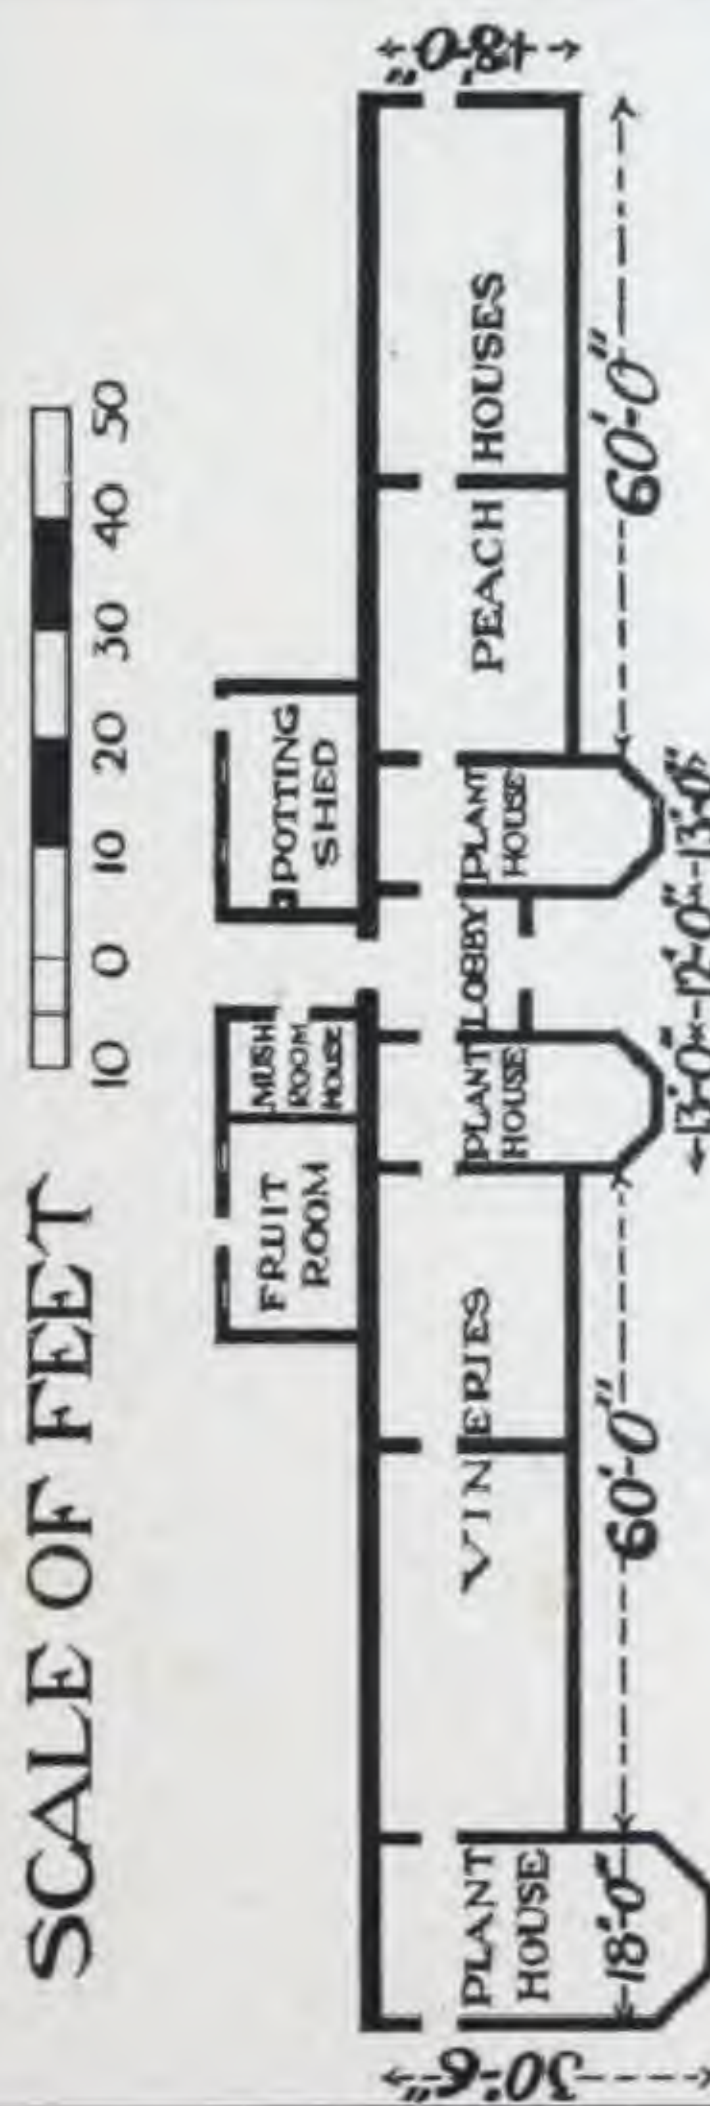 SCALE OF FEET
10 0 10 20 30 40 50
FRUIT
ROOM
MUSH
ROOM
HOUSE
POTTING
SHED
PLANT
HOUSE
VINERIES
PLANT
HOUSE
LOBBY
PLANT
HOUSE
PEACH HOUSES
30'-6"
18'-0"
60'-0"
13'-0"
12'-0"
13'-0"
60'-0"
18'-0"